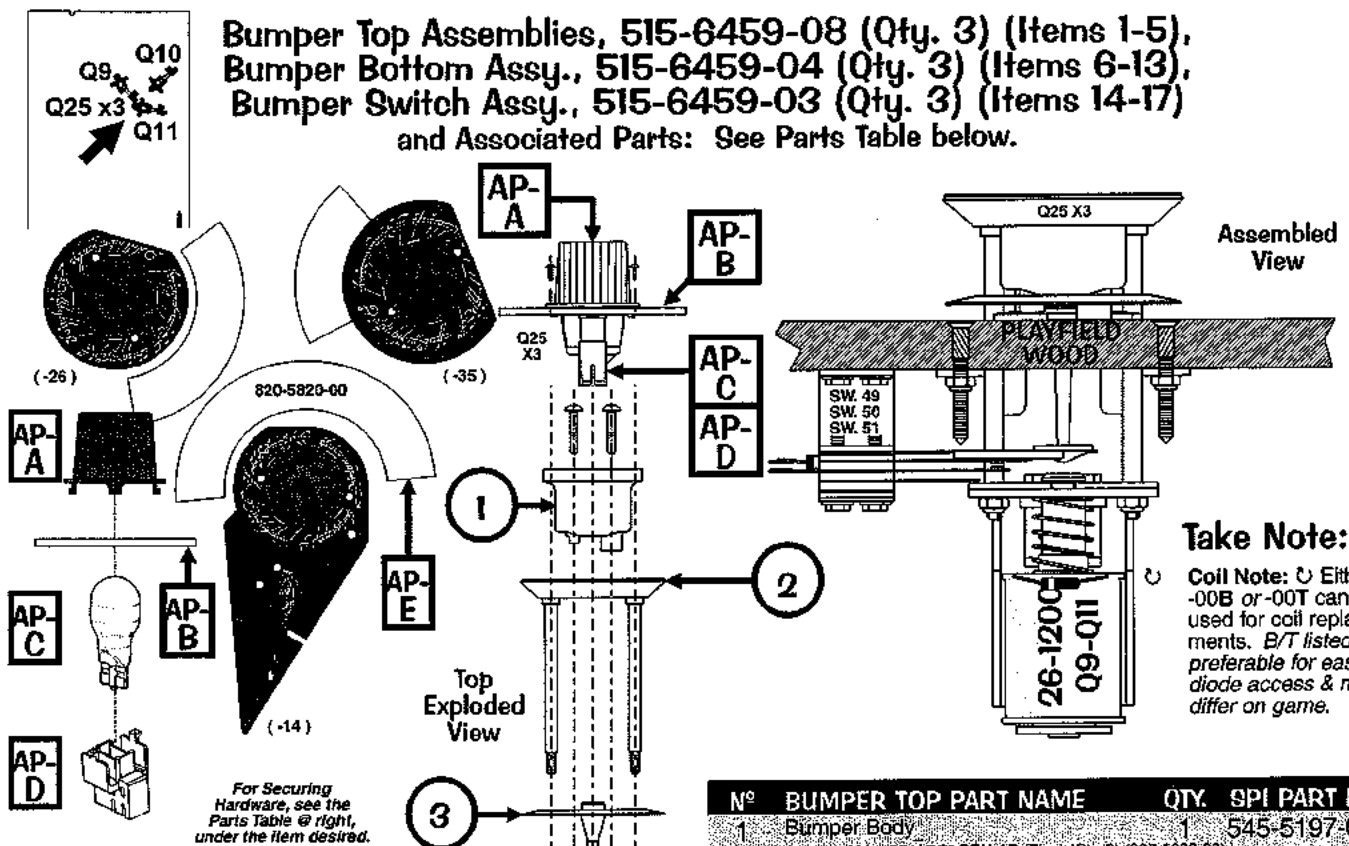 Bumper Top Assemblies, 515-6459-08 (Qty. 3) (Items 1-5),
Bumper Bottom Assy., 515-6459-04 (Qty. 3) (Items 6-13),
Bumper Switch Assy., 515-6459-03 (Qty. 3) (Items 14-17)
and Associated Parts: See Parts Table below.
Q10
Q9
Q25 x3
Q11
AP-A
AP-B
Q25 X3
Assembled
View
(-26)
(-35)
Q25
X3
PLAYFIELD
WOOD
820-5820-00
AP-C
SW. 49
SW. 50
SW. 51
AP-D
AP-A
1
Take Note:
Coil Note: ↻ Eit
-00B or -00T can
used for coil repla
ments. B/T listed
preferable for eas
diode access & m
differ on game.
2
26-1200
Q9-Q11
AP-C
AP-B
AP-E
Top
Exploded
View
(-14)
AP-D
For Securing
Hardware, see the
Parts Table @ right,
under the item desired.
3
Nº BUMPER TOP PART NAME QTY. SPI PART
1 Bumper Body 1 545-5197-